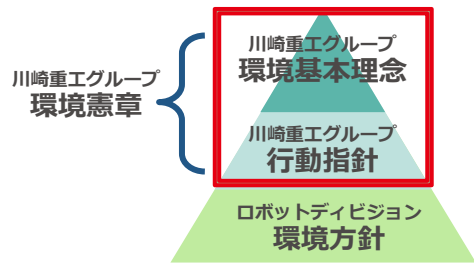 川崎重工グループ
環境基本理念
川崎重工グループ
環境憲章
川崎重工グループ
行動指針
ロボットディビジョン
環境方針